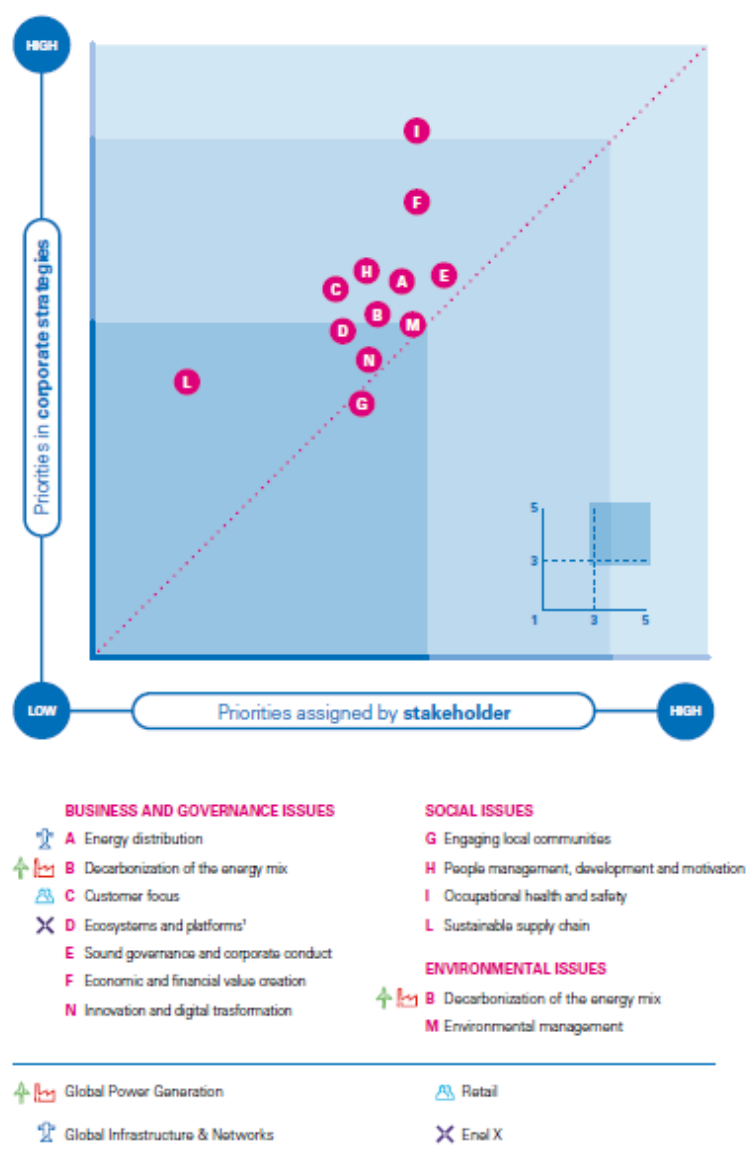 HIGH
I
F
H
E
A
C
B
M
D
N
L
G
Priorities in corporate strategies
5
3
1 3 5
LOW
Priorities assigned by stakeholder
HIGH
BUSINESS AND GOVERNANCE ISSUES
A Energy distribution
B Decarbonization of the energy mix
C Customer focus
D Ecosystems and platforms¹
E Sound governance and corporate conduct
F Economic and financial value creation
N Innovation and digital trasformation
SOCIAL ISSUES
G Engaging local communities
H People management, development and motivation
I Occupational health and safety
L Sustainable supply chain
ENVIRONMENTAL ISSUES
B Decarbonization of the energy mix
M Environmental management
Global Power Generation
Global Infrastructure & Networks
Retail
Enel X